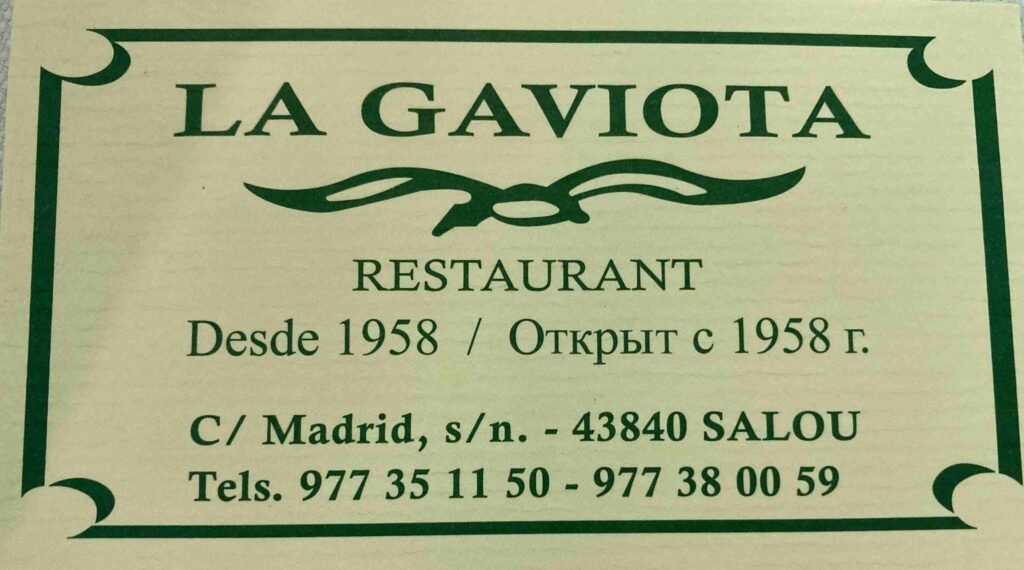 LA GAVIOTA
RESTAURANT
Desde 1958 / Открыт с 1958 г.
C/ Madrid, s/n. - 43840 SALOU
Tels. 977 35 11 50 - 977 38 00 59